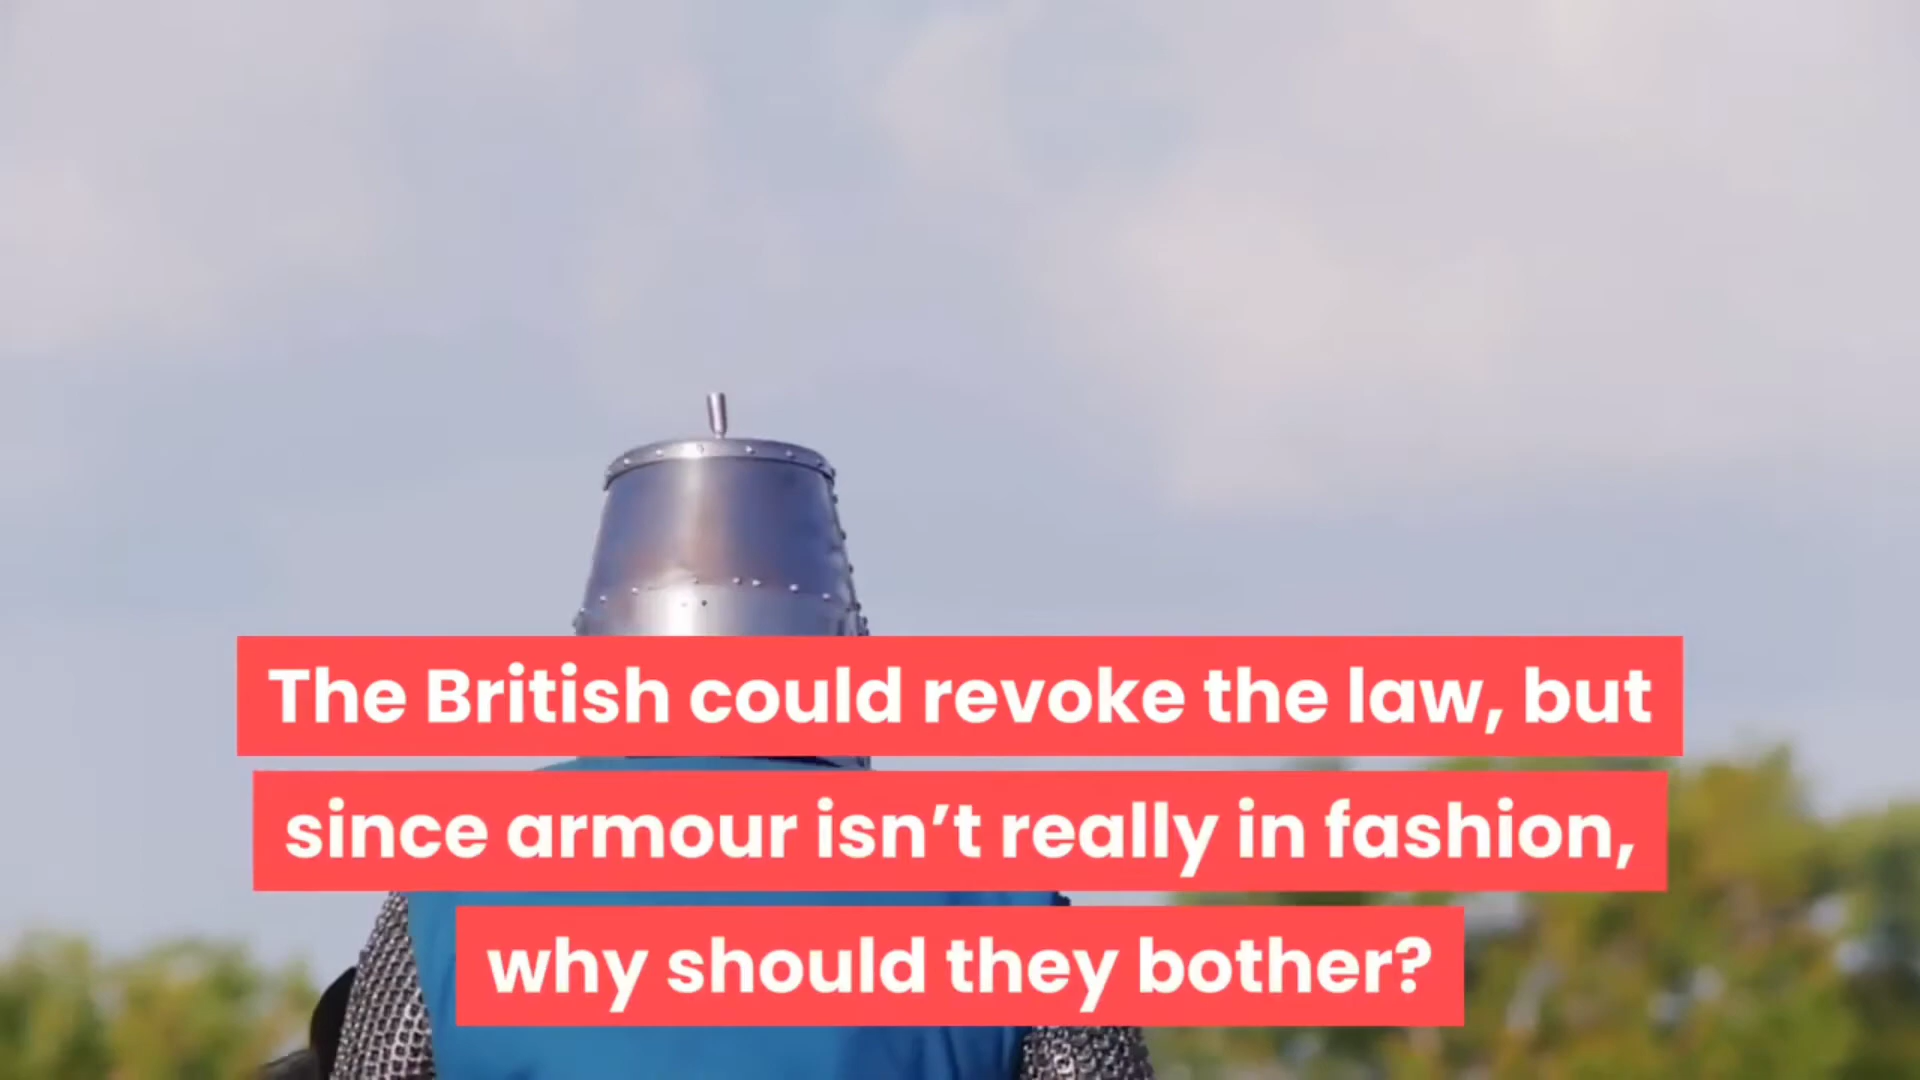 The British could revoke the law, but
since armour isn’t really in fashion,
why should they bother?